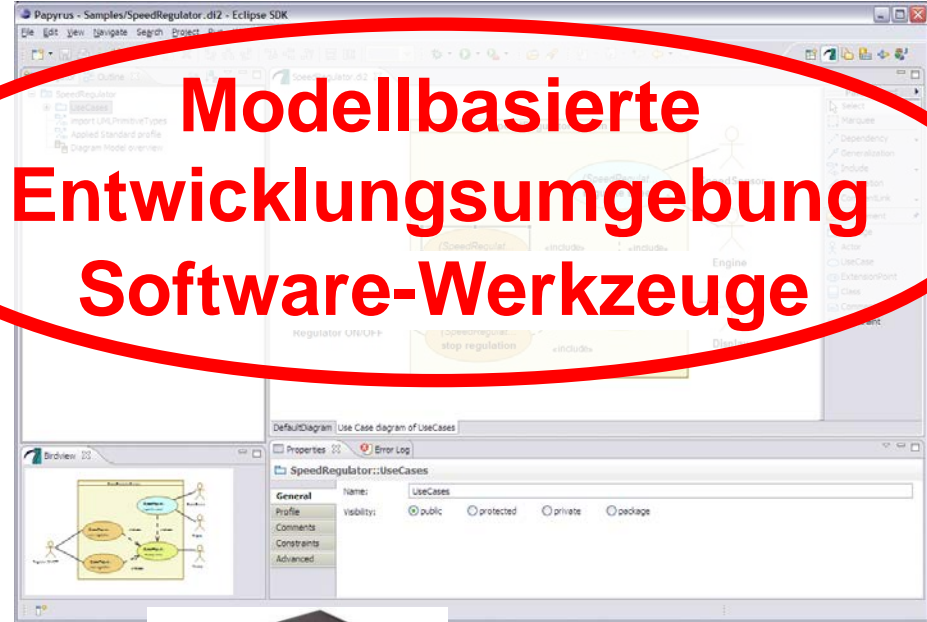 Papyrus - Samples/SpeedRegulator.di2 - Eclipse SDK
File Edit View Navigate Search Project
Outline
SpeedRegulator.di2
SpeedRegulator
UseCases
import UMLPrimitiveTypes
Applied Standard profile
Diagram Model overview
Modellbasierte
Entwicklungsumgebung
Software-Werkzeuge
Select
Marquee
Dependency
Generalization
Include
Actor
UseCase
ExtensionPoint
Class
«include» «include»
Engine
Regulator ON/OFF
stop regulation
«include»
DefaultDiagram Use Case diagram of UseCases
Birdview
Properties Error Log
SpeedRegulator::UseCases
General
Profile
Comments
Constraints
Advanced
Name: UseCases
Visibility: public protected private package